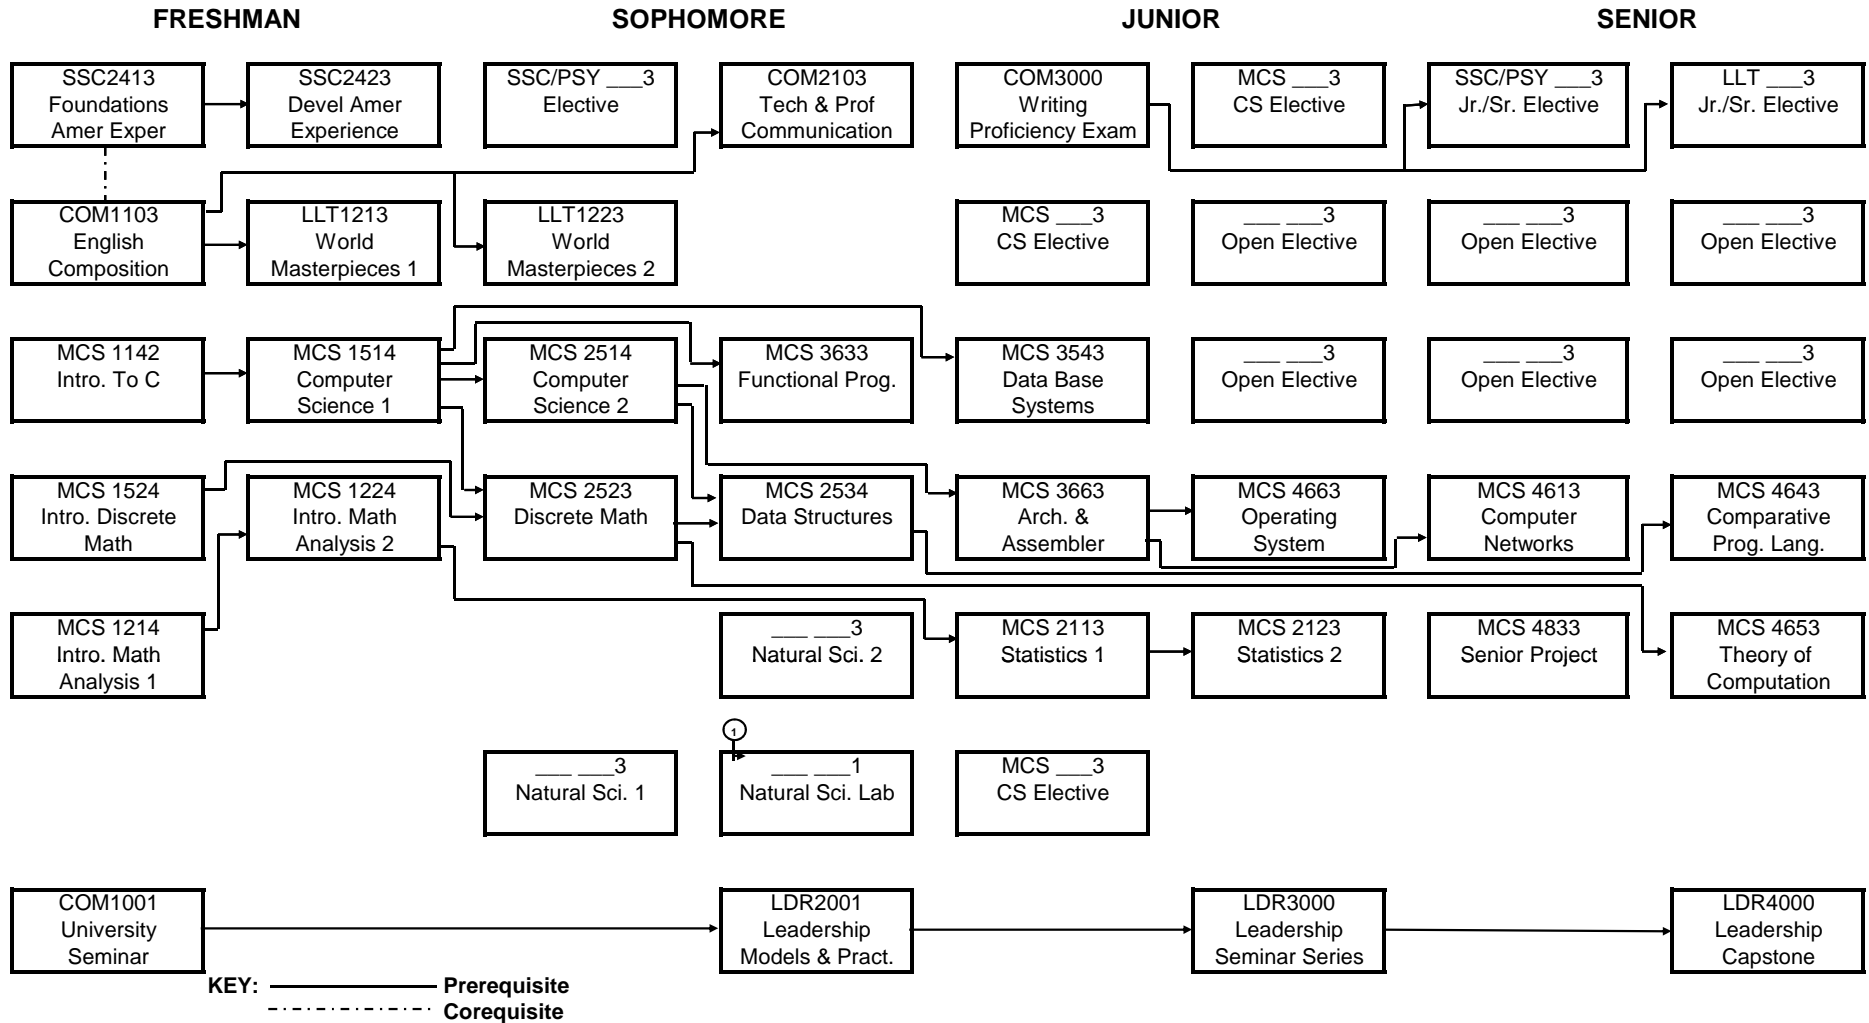 FRESHMAN
SOPHOMORE
JUNIOR
SENIOR
SSC2413
Foundations
Amer Exper
SSC2423
Devel Amer
Experience
SSC/PSY ___3
Elective
COM2103
Tech & Prof
Communication
COM3000
Writing
Proficiency Exam
MCS ___3
CS Elective
SSC/PSY ___3
Jr./Sr. Elective
LLT ___3
Jr./Sr. Elective
COM1103
English
Composition
LLT1213
World
Masterpieces 1
LLT1223
World
Masterpieces 2
MCS ___3
CS Elective
___ ___3
Open Elective
___ ___3
Open Elective
___ ___3
Open Elective
MCS 1142
Intro. To C
MCS 1514
Computer
Science 1
MCS 2514
Computer
Science 2
MCS 3633
Functional Prog.
MCS 3543
Data Base
Systems
___ ___3
Open Elective
___ ___3
Open Elective
___ ___3
Open Elective
MCS 1524
Intro. Discrete
Math
MCS 1224
Intro. Math
Analysis 2
MCS 2523
Discrete Math
MCS 2534
Data Structures
MCS 3663
Arch. &
Assembler
MCS 4663
Operating
System
MCS 4613
Computer
Networks
MCS 4643
Comparative
Prog. Lang.
MCS 1214
Intro. Math
Analysis 1
___ ___3
Natural Sci. 2
MCS 2113
Statistics 1
MCS 2123
Statistics 2
MCS 4833
Senior Project
MCS 4653
Theory of
Computation
___ ___3
Natural Sci. 1
1
___ ___1
Natural Sci. Lab
MCS ___3
CS Elective
COM1001
University
Seminar
LDR2001
Leadership
Models & Pract.
LDR3000
Leadership
Seminar Series
LDR4000
Leadership
Capstone
KEY: Prerequisite
Corequisite